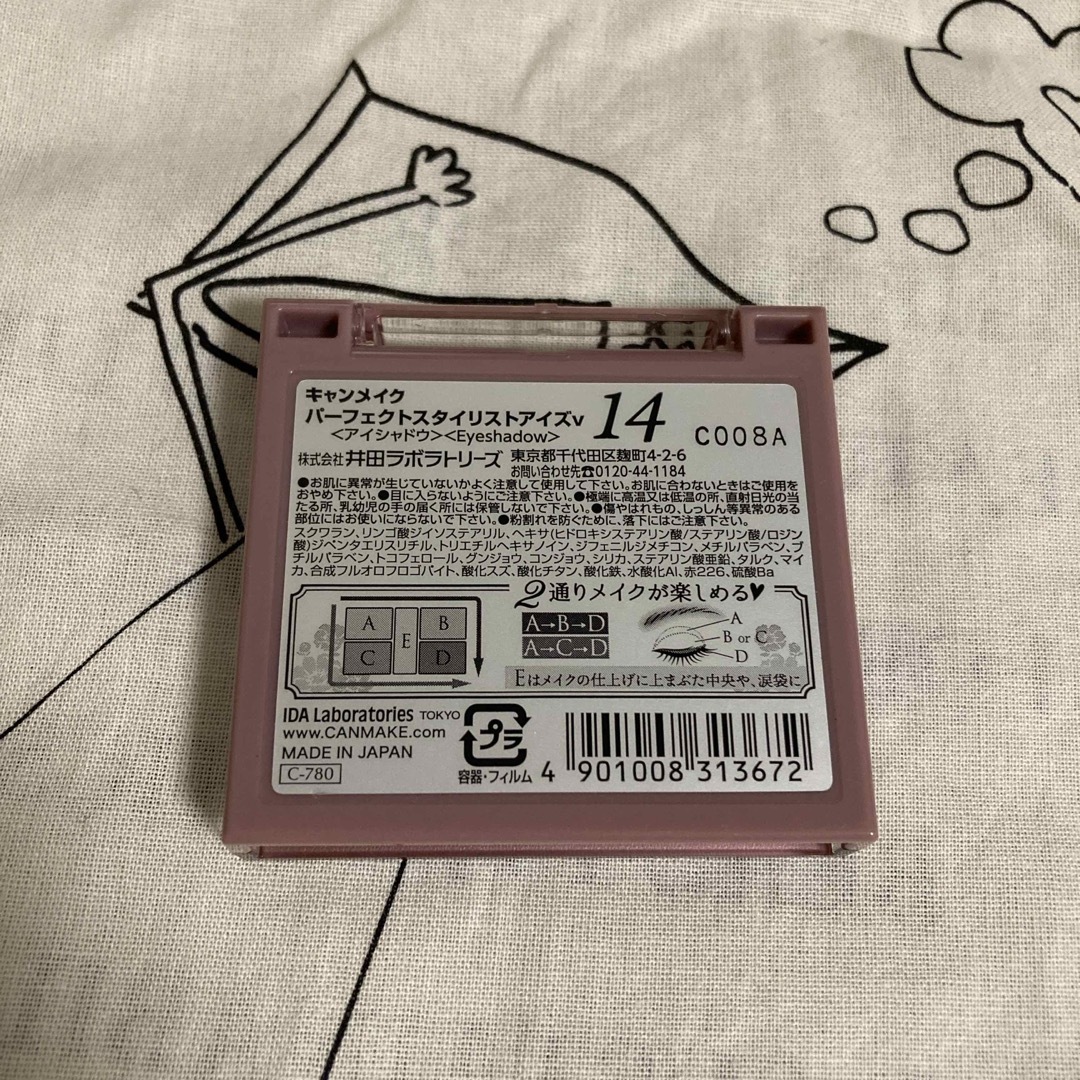 キャンメイク
パーフェクトスタイリストアイズv 14
<アイシャドウ><Eyeshadow>
C008A
株式会社 井田ラボラトリーズ 東京都千代田区麹町4-2-6
お問い合わせ先☎0120-44-1184
●お肌に異常が生じていないかよく注意して使用して下さい。お肌に合わないときはご使用を
おやめ下さい。●目に入らないようにご注意下さい。●極端に高温又は低温の所、直射日光の当
たる所、乳幼児の手の届く所には保管しないで下さい。●傷やはれもの、しっしん等異常のある
部位にはお使いにならないで下さい。●粉割れを防ぐために、落下にはご注意下さい。
スクワラン、リンゴ酸ジイソステアリル、ヘキサ(ヒドロキシステアリン酸/ステアリン酸/ロジン
酸)ジペンタエリスリチル、トリエチルヘキサノイン、ジフェニルジメチコン、メチルパラベン、ブ
チルパラベン、トコフェロール、グンジョウ、コンジョウ、シリカ、ステアリン酸亜鉛、タルク、マイ
カ、合成フルオロフロゴパイト、酸化スズ、酸化チタン、酸化鉄、水酸化Al、赤226、硫酸Ba
2通りメイクが楽しめる♥
A B
E
C D
A→B→D
A→C→D
A
B or C
D
Eはメイクの仕上げに上まぶた中央や、涙袋に
IDA Laboratories TOKYO
www.CANMAKE.com
MADE IN JAPAN
C-780
プラ
容器・フィルム
4 901008 313672